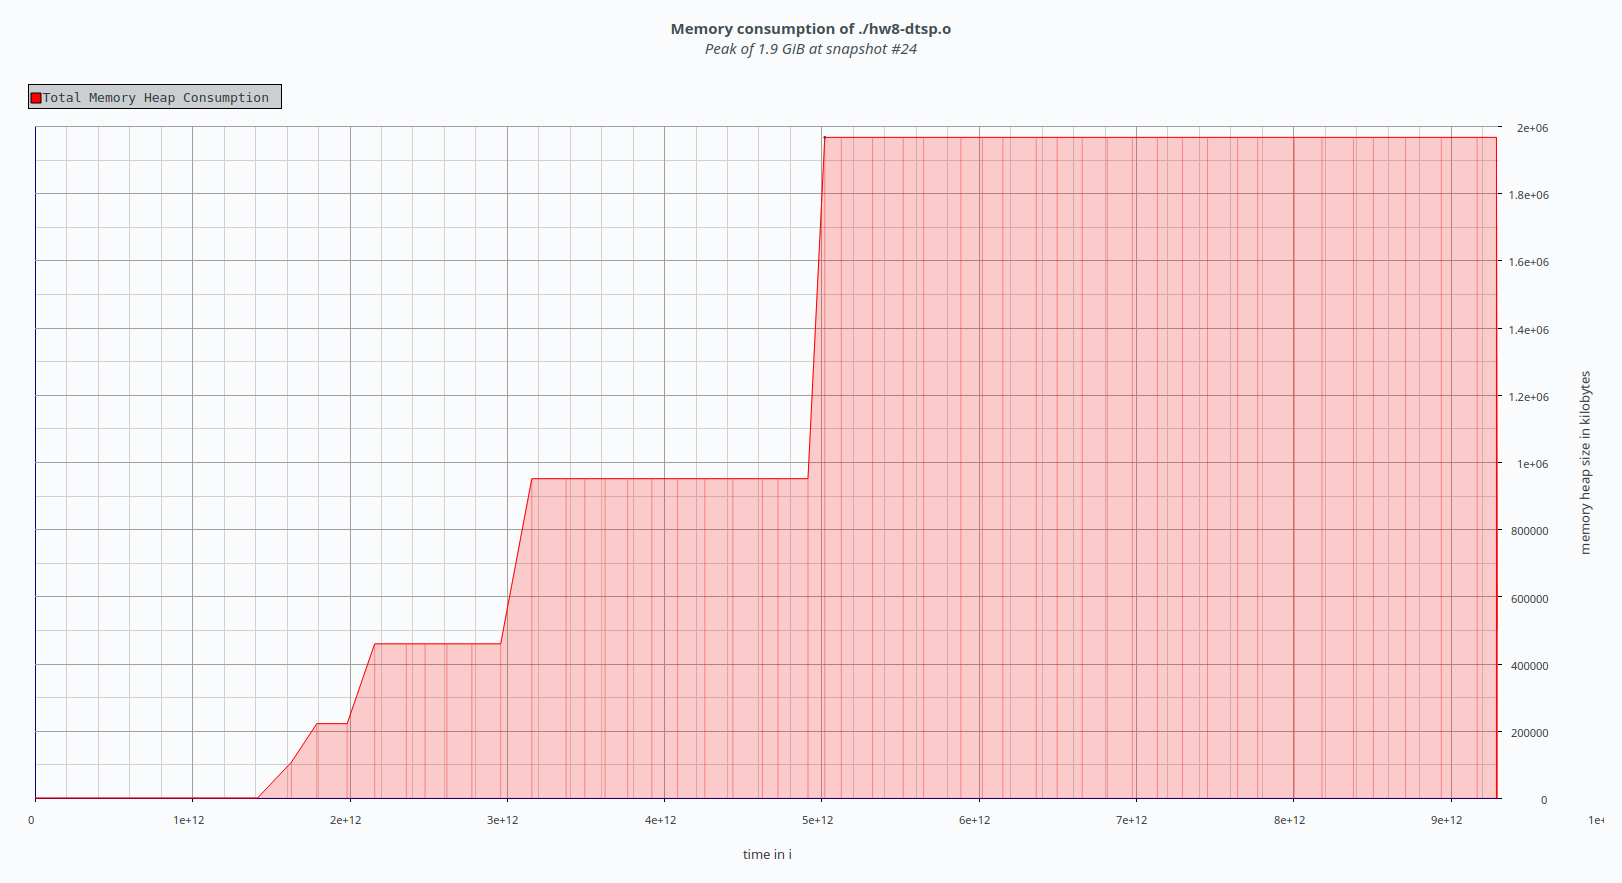 Memory consumption of ./hw8-dtsp.o
Peak of 1.9 GiB at snapshot #24
Total Memory Heap Consumption
2e+06
1.8e+06
1.6e+06
1.4e+06
1.2e+06
1e+06
800000
600000
400000
200000
0
memory heap size in kilobytes
0 1e+12 2e+12 3e+12 4e+12 5e+12 6e+12 7e+12 8e+12 9e+12 1e+
time in i